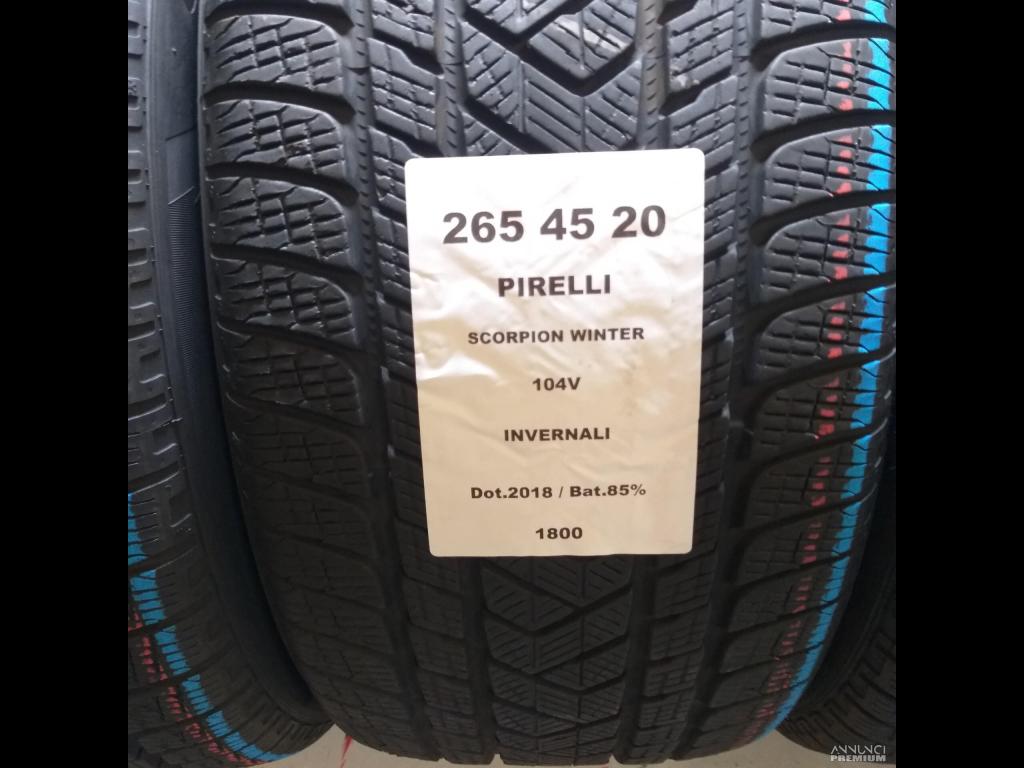 265 45 20
PIRELLI
SCORPION WINTER
104V
INVERNALI
Dot.2018 / Bat.85%
1800
ANNUNCI
PREMIUM